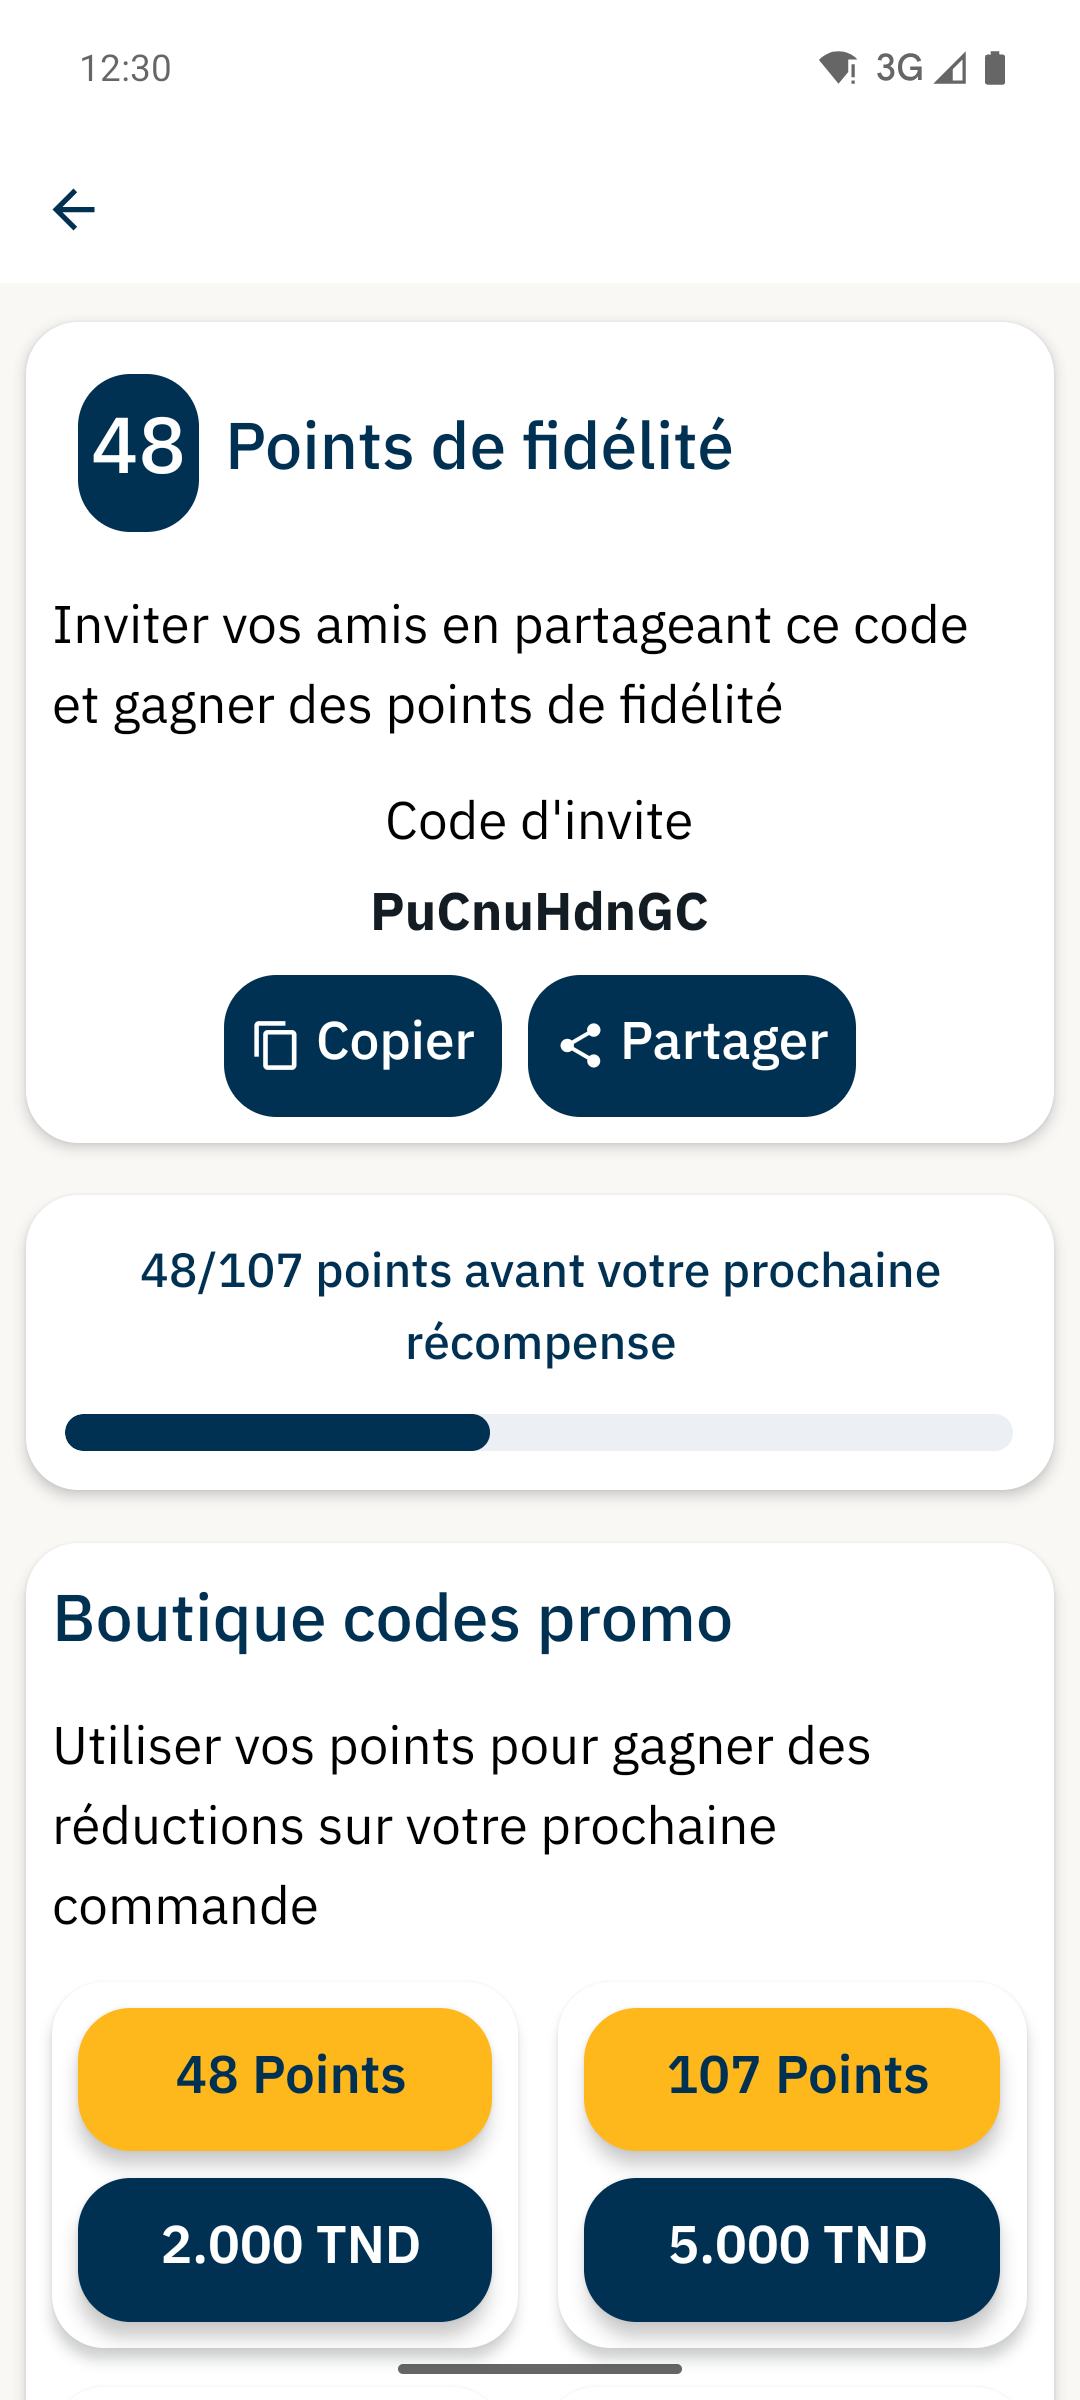 12:30
3G
48 Points de fidélité
Inviter vos amis en partageant ce code
et gagner des points de fidélité
Code d'invite
PuCnuHdnGC
Copier Partager
48/107 points avant votre prochaine
récompense
Boutique codes promo
Utiliser vos points pour gagner des
réductions sur votre prochaine
commande
48 Points 107 Points
2.000 TND 5.000 TND